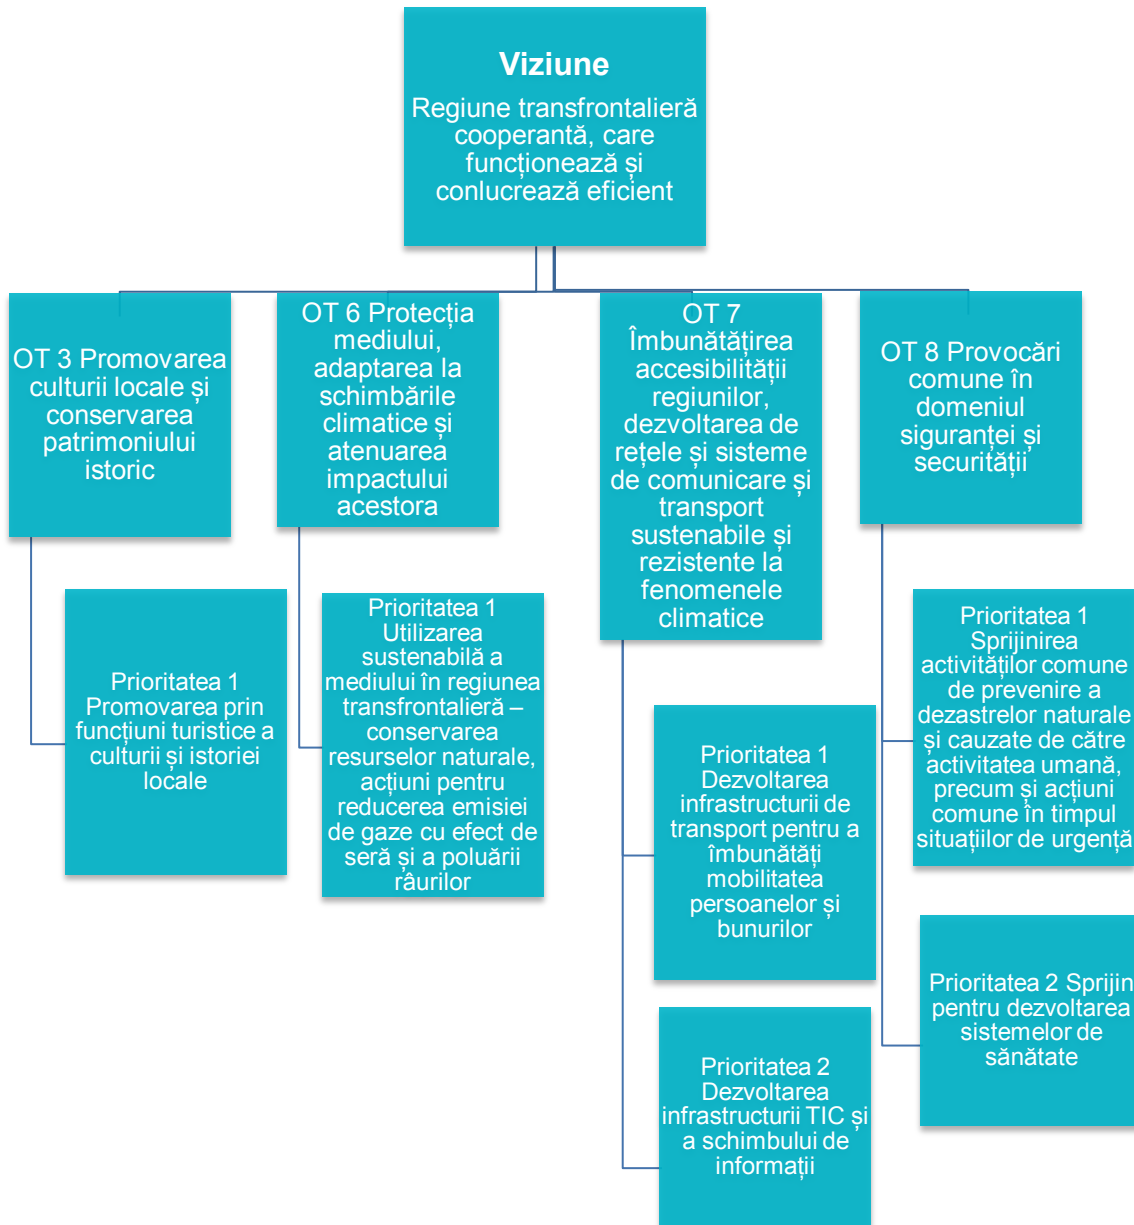 Viziune
Regiune transfrontalieră
cooperantă, care
funcționează și
conlucrează eficient
OT 3 Promovarea
culturii locale și
conservarea
patrimoniului
istoric
OT 6 Protecția
mediului,
adaptarea la
schimbările
climatice și
atenuarea
impactului
acestora
OT 7
Îmbunătățirea
accesibilității
regiunilor,
dezvoltarea de
rețele și sisteme
de comunicare și
transport
sustenabile și
rezistente la
fenomenele
climatice
OT 8 Provocări
comune în
domeniul
siguranței și
securității
Prioritatea 1
Promovarea prin
funcțiuni turistice a
culturii și istoriei
locale
Prioritatea 1
Utilizarea
sustenabilă a
mediului în regiunea
transfrontalieră –
conservarea
resurselor naturale,
acțiuni pentru
reducerea emisiei
de gaze cu efect de
seră și a poluării
râurilor
Prioritatea 1
Dezvoltarea
infrastructurii de
transport pentru a
îmbunătăți
mobilitatea
persoanelor și
bunurilor
Prioritatea 2
Dezvoltarea
infrastructurii TIC și
a schimbului de
informații
Prioritatea 1
Sprijinirea
activităților comune
de prevenire a
dezastrelor naturale
și cauzate de către
activitatea umană,
precum și acțiuni
comune în timpul
situațiilor de urgență
Prioritatea 2 Sprijin
pentru dezvoltarea
sistemelor de
sănătate